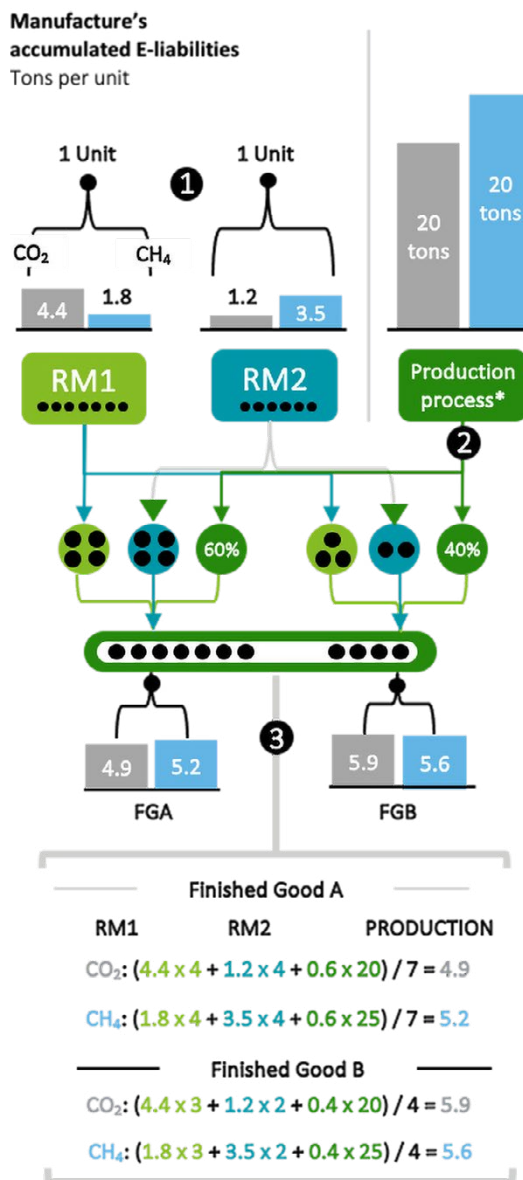 Manufacture's
accumulated E-liabilities
Tons per unit
1 Unit
1 Unit
1
CO₂
CH₄
4.4
1.8
1.2
3.5
20
tons
20
tons
RM1
RM2
Production
process*
2
60%
40%
3
4.9
5.2
5.9
5.6
FGA
FGB
Finished Good A
RM1 RM2 PRODUCTION
CO₂: (4.4 x 4 + 1.2 x 4 + 0.6 x 20) / 7 = 4.9
CH₄: (1.8 x 4 + 3.5 x 4 + 0.6 x 25) / 7 = 5.2
Finished Good B
CO₂: (4.4 x 3 + 1.2 x 2 + 0.4 x 20) / 4 = 5.9
CH₄: (1.8 x 3 + 3.5 x 2 + 0.4 x 25) / 4 = 5.6